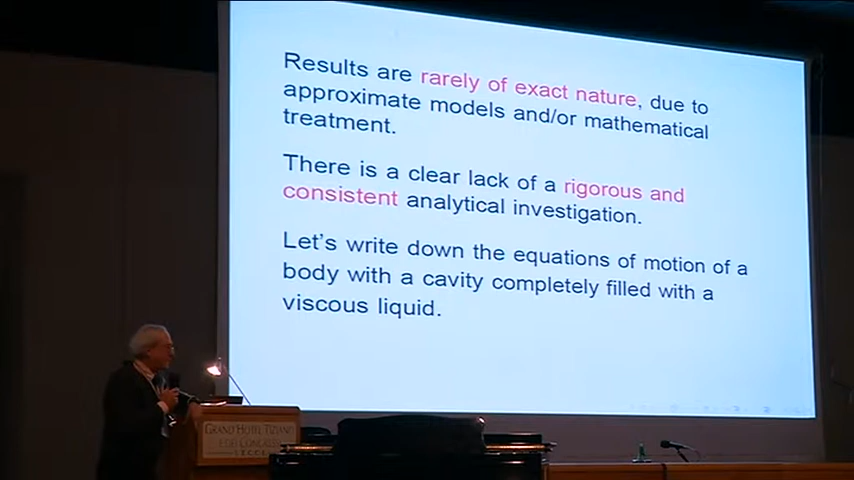 Results are rarely of exact nature, due to
approximate models and/or mathematical
treatment.
There is a clear lack of a rigorous and
consistent analytical investigation.
Let's write down the equations of motion of a
body with a cavity completely filled with a
viscous liquid.
GRAND HOTEL TIZIANO
LECCE